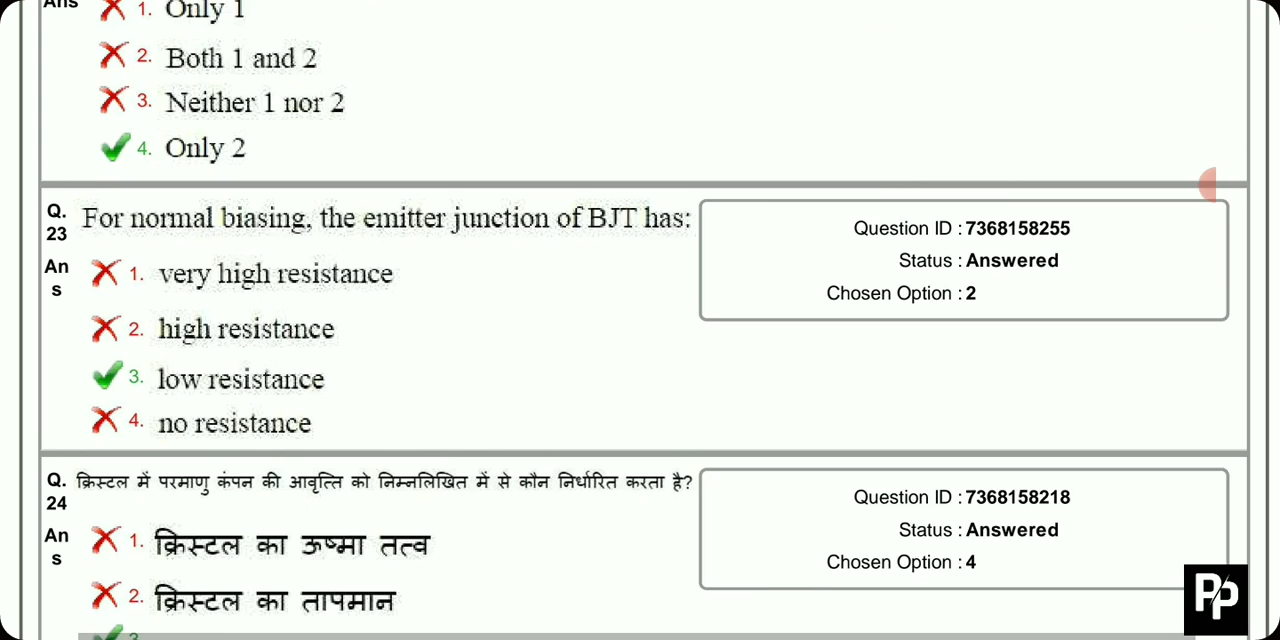 Ans 1. Only 1
2. Both 1 and 2
3. Neither 1 nor 2
4. Only 2
Q. 23 For normal biasing, the emitter junction of BJT has:
Question ID : 7368158255
Status : Answered
Chosen Option : 2
An
s
1. very high resistance
2. high resistance
3. low resistance
4. no resistance
Q. 24 क्रिस्टल में परमाणु कंपन की आवृत्ति को निम्नलिखित में से कौन निर्धारित करता है?
Question ID : 7368158218
Status : Answered
Chosen Option : 4
An
s
1. क्रिस्टल का ऊष्मा तत्व
2. क्रिस्टल का तापमान
3.
Pp